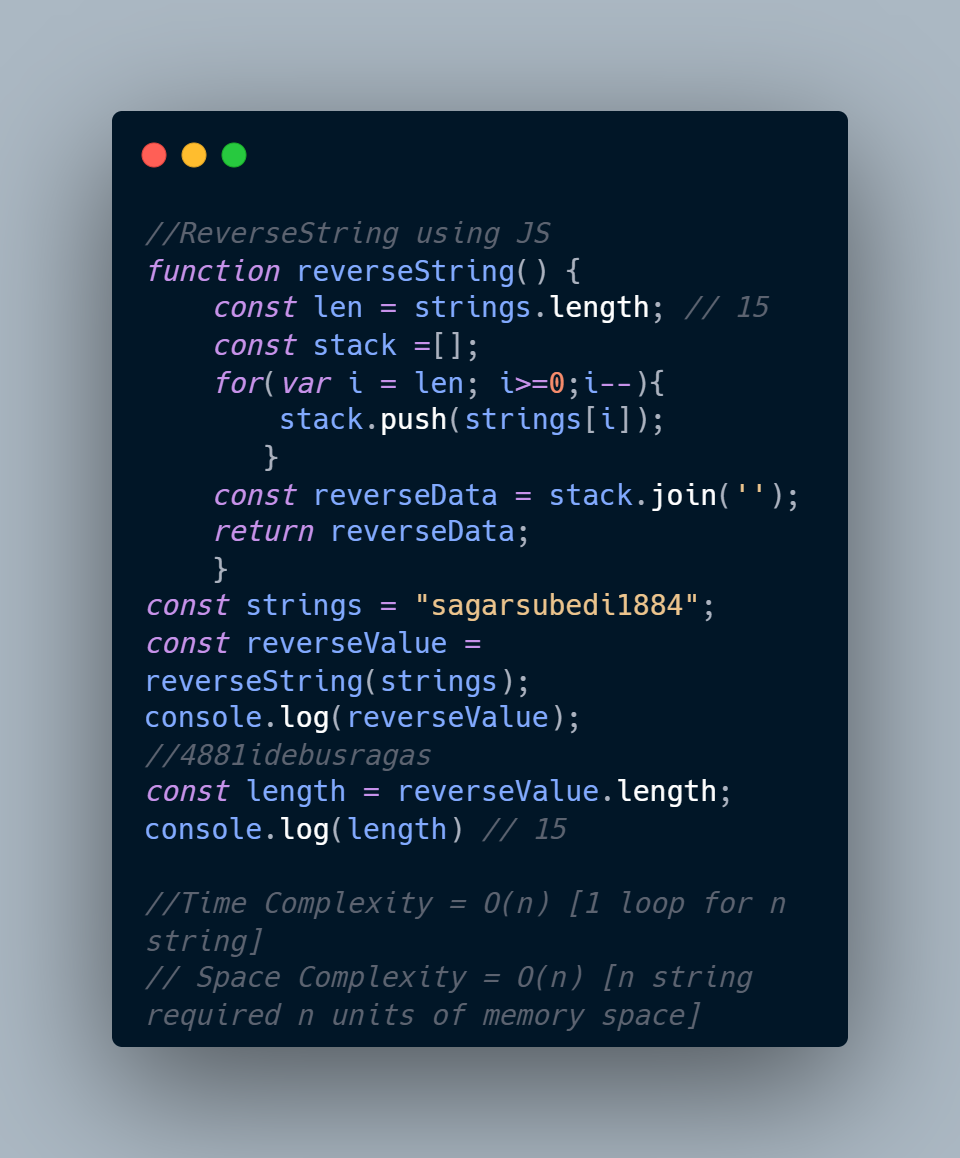 //ReverseString using JS
function reverseString() {
    const len = strings.length; // 15
    const stack =[];
    for(var i = len; i>=0;i--){
        stack.push(strings[i]);
       }
    const reverseData = stack.join('');
    return reverseData;
    }
const strings = "sagarsubedi1884";
const reverseValue =
reverseString(strings);
console.log(reverseValue);
//4881idebusragas
const length = reverseValue.length;
console.log(length) // 15

//Time Complexity = O(n) [1 loop for n
string]
// Space Complexity = O(n) [n string
required n units of memory space]